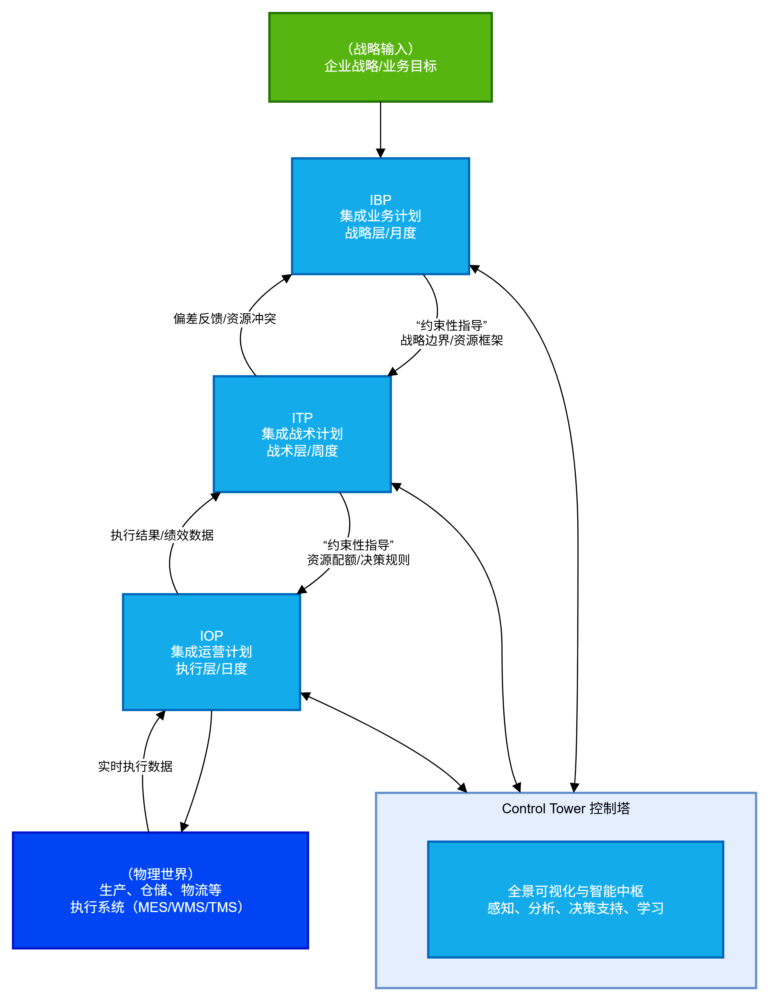 （战略输入）
企业战略/业务目标
IBP
集成业务计划
战略层/月度
偏差反馈/资源冲突
“约束性指导”
战略边界/资源框架
ITP
集成战术计划
战术层/周度
执行结果/绩效数据
“约束性指导”
资源配额/决策规则
IOP
集成运营计划
执行层/日度
实时执行数据
（物理世界）
生产、仓储、物流等
执行系统（MES/WMS/TMS）
Control Tower 控制塔
全景可视化与智能中枢
感知、分析、决策支持、学习